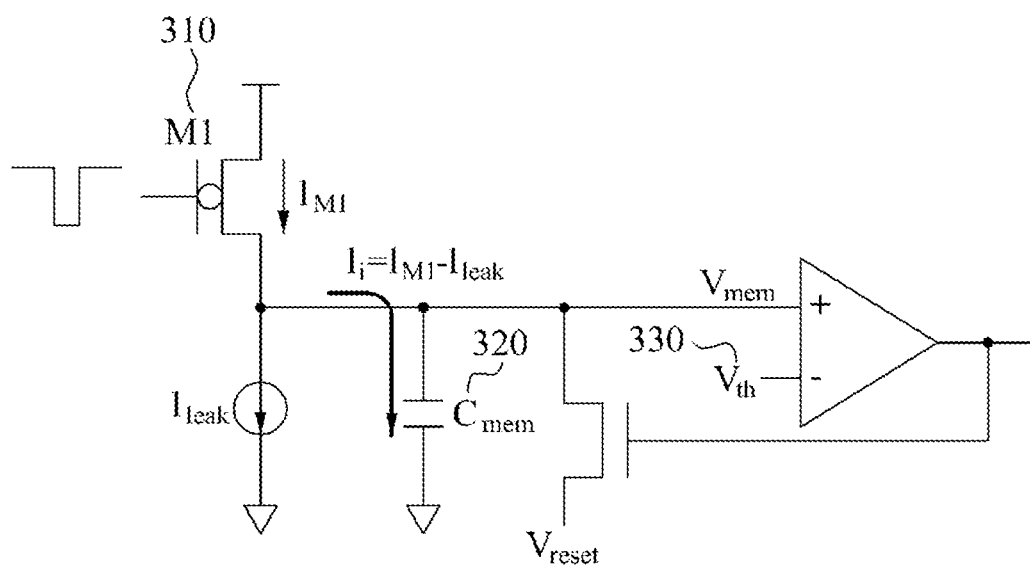 310
M1
I_M1
I_i=I_M1-I_leak
V_mem
+
320
330
V_th
-
I_leak
C_mem
V_reset